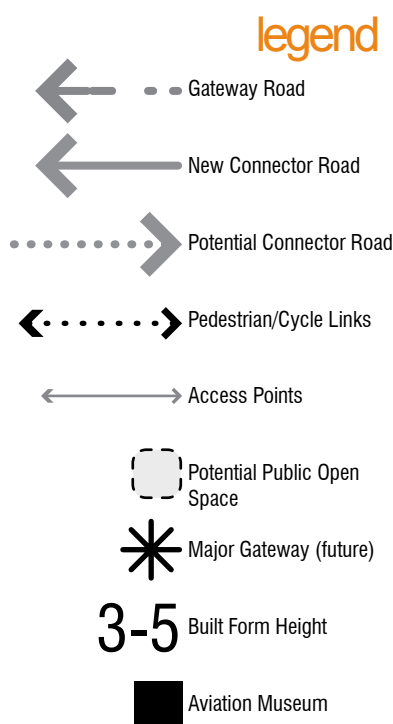 legend
Gateway Road
New Connector Road
Potential Connector Road
Pedestrian/Cycle Links
Access Points
Potential Public Open
Space
Major Gateway (future)
3-5 Built Form Height
Aviation Museum